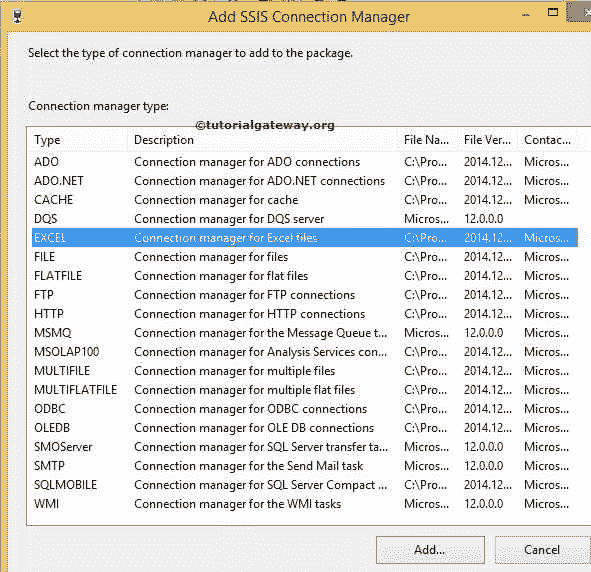 Add SSIS Connection Manager
Select the type of connection manager to add to the package.
Connection manager type:
©tutorialgateway.org
Type Description File Na... File Ver... Contac...
ADO Connection manager for ADO connections C:\Pro... 2014.12... Micros...
ADO.NET Connection manager for ADO.NET connections C:\Pro... 2014.12... Micros...
CACHE Connection manager for cache C:\Pro... 2014.12... Micros...
DQS Connection manager for DQS server Micros... 12.0.0.0
EXCEL Connection manager for Excel files C:\Pro... 2014.12... Micros...
FILE Connection manager for files C:\Pro... 2014.12... Micros...
FLATFILE Connection manager for flat files C:\Pro... 2014.12... Micros...
FTP Connection manager for FTP connections C:\Pro... 2014.12... Micros...
HTTP Connection manager for HTTP connections C:\Pro... 2014.12... Micros...
MSMQ Connection manager for the Message Queue t... Micros... 12.0.0.0 Micros...
MSOLAP100 Connection manager for Analysis Services con... C:\Pro... 2014.12... Micros...
MULTIFILE Connection manager for multiple files C:\Pro... 2014.12... Micros...
MULTIFLATFILE Connection manager for multiple flat files C:\Pro... 2014.12... Micros...
ODBC Connection manager for ODBC connections C:\Pro... 2014.12... Micros...
OLEDB Connection manager for OLE DB connections C:\Pro... 2014.12... Micros...
SMOServer Connection manager for SQL Server transfer ta... Micros... 12.0.0.0 Micros...
SMTP Connection manager for the Send Mail task Micros... 12.0.0.0 Micros...
SQLMOBILE Connection manager for SQL Server Compact ... C:\Pro... 2014.12... Micros...
WMI Connection manager for the WMI tasks Micros... 12.0.0.0 Micros...
Add... Cancel